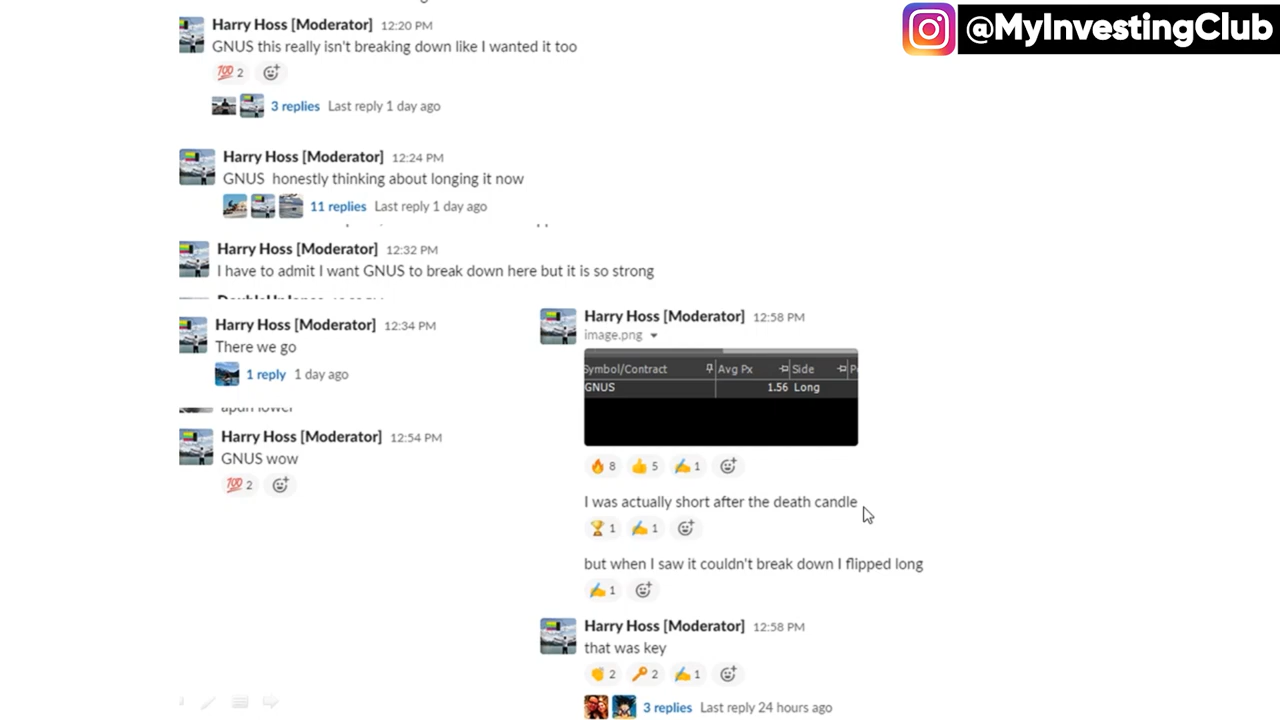 @MyInvestingClub
Harry Hoss [Moderator] 12:20 PM
GNUS this really isn't breaking down like I wanted it too
💯 2
3 replies Last reply 1 day ago
Harry Hoss [Moderator] 12:24 PM
GNUS honestly thinking about longing it now
11 replies Last reply 1 day ago
Harry Hoss [Moderator] 12:32 PM
I have to admit I want GNUS to break down here but it is so strong
Harry Hoss [Moderator] 12:34 PM
There we go
1 reply 1 day ago
Harry Hoss [Moderator] 12:54 PM
GNUS wow
💯 2
Harry Hoss [Moderator] 12:58 PM
image.png
Symbol/Contract Avg Px Side
GNUS 1.56 Long
8 5 1
I was actually short after the death candle
1 1
but when I saw it couldn't break down I flipped long
1
Harry Hoss [Moderator] 12:58 PM
that was key
2 2 1
3 replies Last reply 24 hours ago